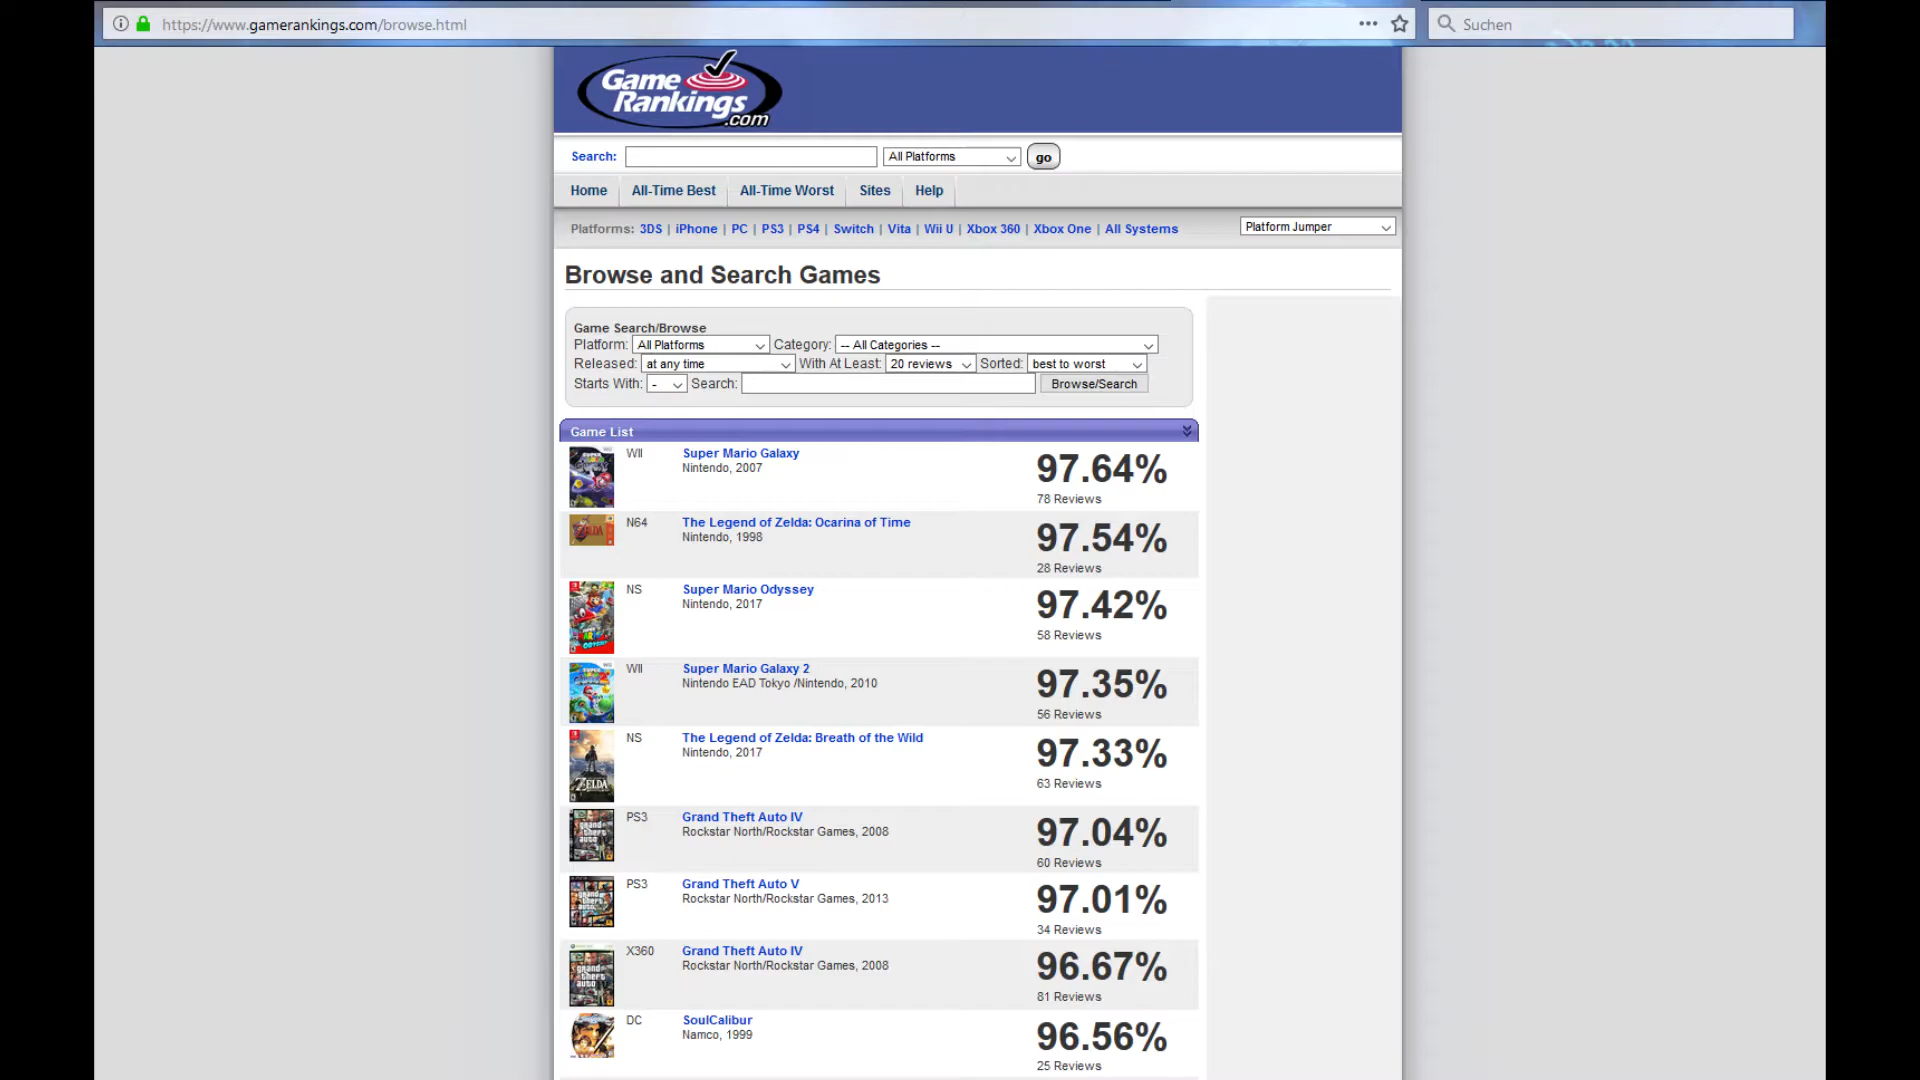 https://www.gamerankings.com/browse.html
Suchen
Game
Rankings
.com
Search: All Platforms go
Home All-Time Best All-Time Worst Sites Help
Platforms: 3DS | iPhone | PC | PS3 | PS4 | Switch | Vita | Wii U | Xbox 360 | Xbox One | All Systems Platform Jumper
Browse and Search Games
Game Search/Browse
Platform: All Platforms Category: -- All Categories --
Released: at any time With At Least: 20 reviews Sorted: best to worst
Starts With: - Search: Browse/Search
Game List
WII Super Mario Galaxy
Nintendo, 2007
97.64%
78 Reviews
N64 The Legend of Zelda: Ocarina of Time
Nintendo, 1998
97.54%
28 Reviews
NS Super Mario Odyssey
Nintendo, 2017
97.42%
58 Reviews
WII Super Mario Galaxy 2
Nintendo EAD Tokyo /Nintendo, 2010
97.35%
56 Reviews
NS The Legend of Zelda: Breath of the Wild
Nintendo, 2017
97.33%
63 Reviews
PS3 Grand Theft Auto IV
Rockstar North/Rockstar Games, 2008
97.04%
60 Reviews
PS3 Grand Theft Auto V
Rockstar North/Rockstar Games, 2013
97.01%
34 Reviews
X360 Grand Theft Auto IV
Rockstar North/Rockstar Games, 2008
96.67%
81 Reviews
DC SoulCalibur
Namco, 1999
96.56%
25 Reviews